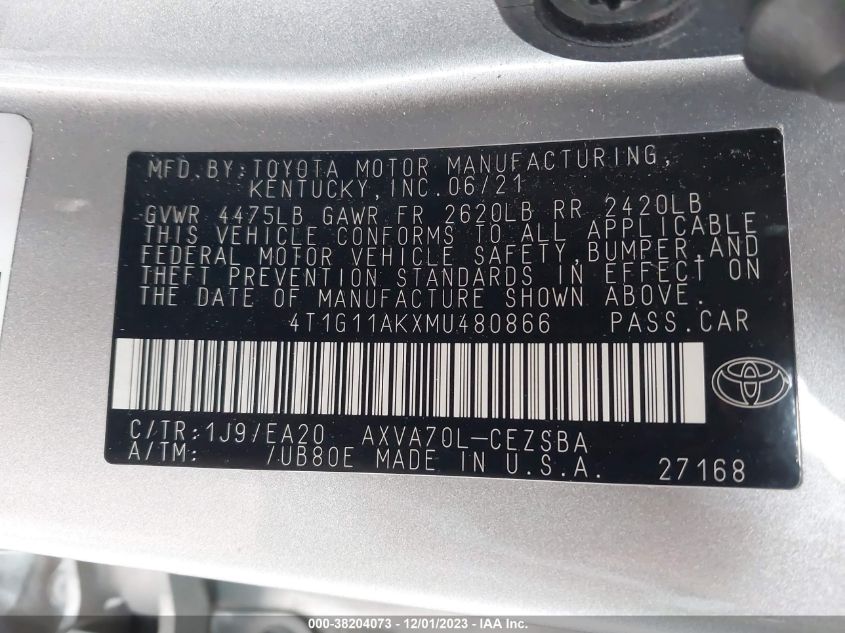 MFD. BY: TOYOTA MOTOR MANUFACTURING,
KENTUCKY, INC. 06/21
GVWR 4475LB GAWR FR 2620LB RR 2420LB
THIS VEHICLE CONFORMS TO ALL APPLICABLE
FEDERAL MOTOR VEHICLE SAFETY, BUMPER, AND
THEFT PREVENTION STANDARDS IN EFFECT ON
THE DATE OF MANUFACTURE SHOWN ABOVE.
4T1G11AKXMU480866 PASS. CAR
C/TR: 1J9/EA20 AXVA70L-CEZSBA
A/TM: /UB80E MADE IN U.S.A. 27168
000-38204073 - 12/01/2023 - IAA Inc.